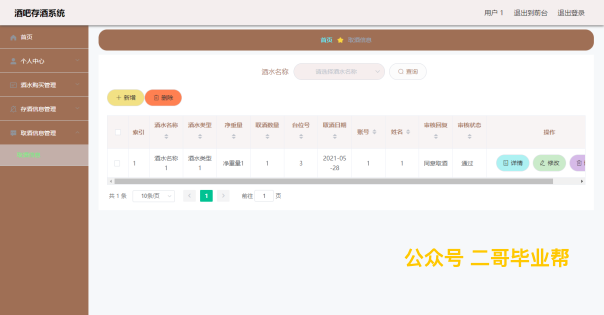 酒吧存酒系统
用户 1 退出到前台 退出登录
首页
个人中心
酒水购买管理
存酒信息管理
取酒信息管理
取酒信息
首页 ⭐ 取酒信息
酒水名称 酒水名称 查询
+ 新增 删除
索引 酒水名称 酒水类型 净重量 取酒数量 台位号 取酒日期 账号 姓名 审核回复 审核状态 操作
1 酒水名称1 酒水类型1 净重量1 1 3 2021-05-28 1 1 同意取酒 通过 详情 修改
共 1 条 10条/页 1 前往 1 页
公众号 二哥毕业帮